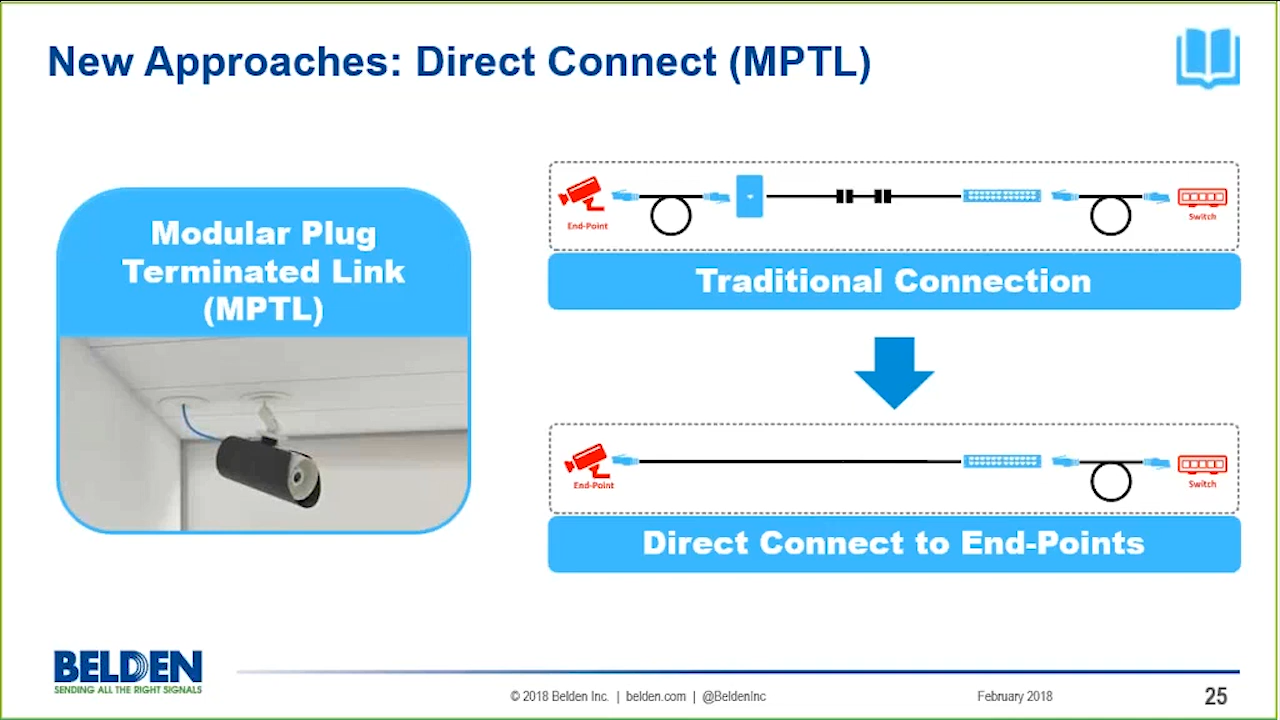 New Approaches: Direct Connect (MPTL)
Modular Plug
Terminated Link
(MPTL)
End-Point
Switch
Traditional Connection
End-Point
Switch
Direct Connect to End-Points
BELDEN
SENDING ALL THE RIGHT SIGNALS
© 2018 Belden Inc. | belden.com | @BeldenInc
February 2018
25